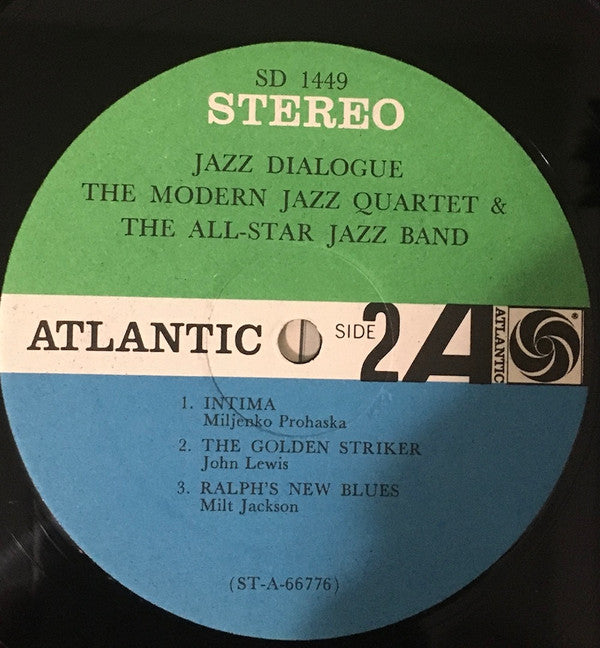 SD 1449
STEREO
JAZZ DIALOGUE
THE MODERN JAZZ QUARTET &
THE ALL-STAR JAZZ BAND
ATLANTIC SIDE 2 A ATLANTIC ®
1. INTIMA
Miljenko Prohaska
2. THE GOLDEN STRIKER
John Lewis
3. RALPH'S NEW BLUES
Milt Jackson
(ST-A-66776)